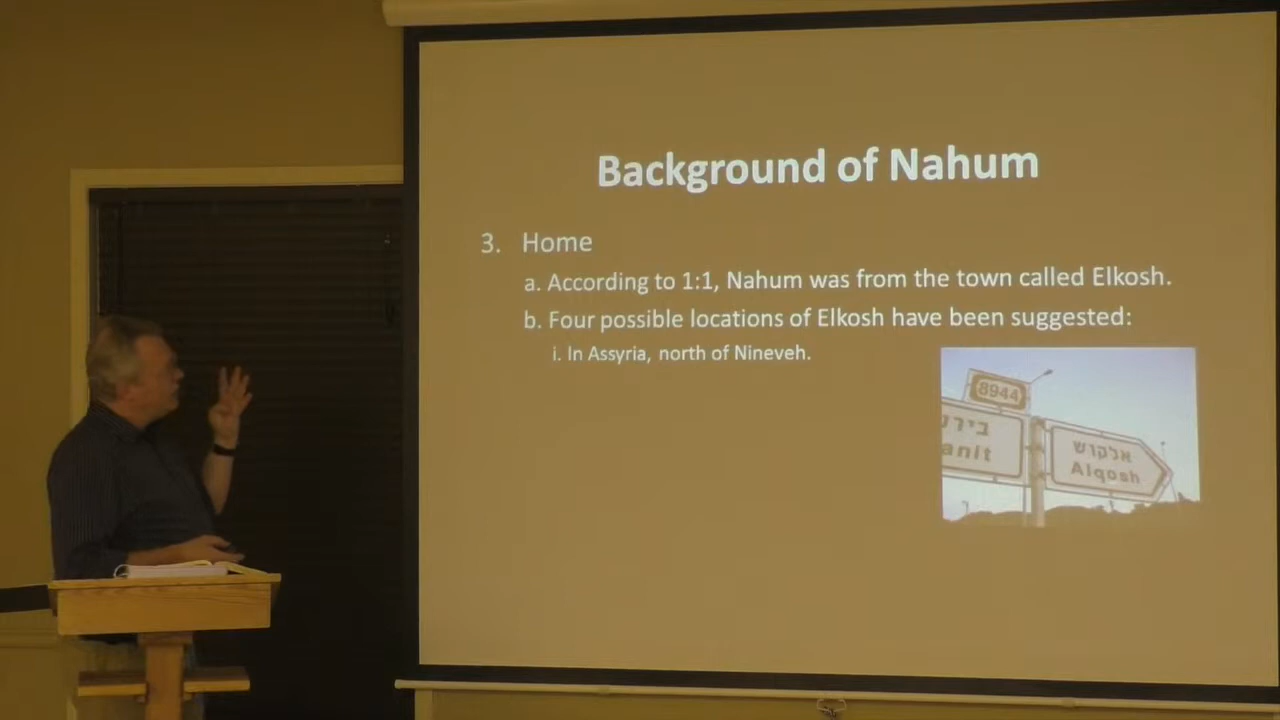 Background of Nahum
3. Home
a. According to 1:1, Nahum was from the town called Elkosh.
b. Four possible locations of Elkosh have been suggested:
i. In Assyria, north of Nineveh.
8944
anit
אלקוש
Alqosh